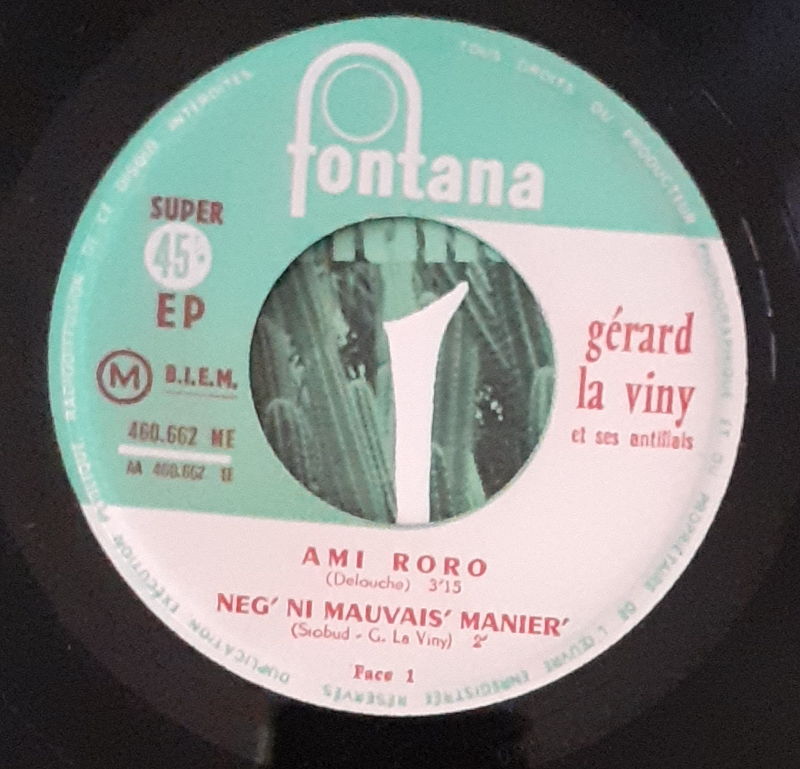 fontana
SUPER
45
EP
M B.I.E.M.
460.662 ME
AA 460.662 EE
1
gérard
la viny
et ses antillais
AMI RORO
(Delouche) 3'15
NEG' NI MAUVAIS' MANIER'
(Siobud - G. La Viny) 2'
Face 1
TOUS DROITS DU PRODUCTEUR PHONOGRAPHIQUE ET DU PROPRIÉTAIRE DE L'ŒUVRE ENREGISTRÉE RÉSERVÉS
DUPLICATION EXÉCUTION PUBLIQUE RADIODIFFUSION DE CE DISQUE INTERDITES